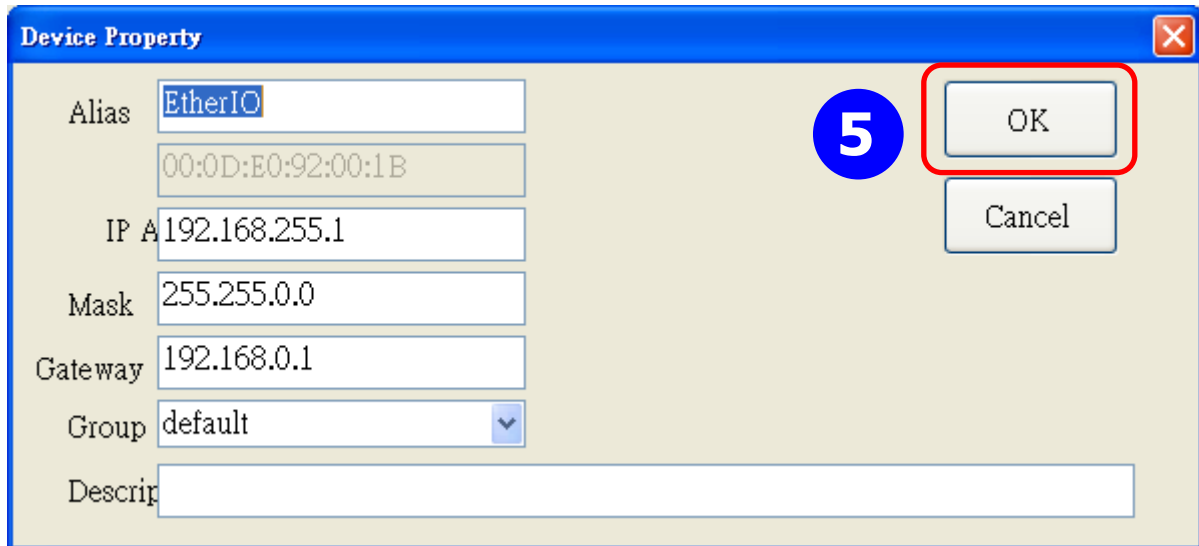 Device Property
Alias EtherIO
5
OK
00:0D:E0:92:00:1B
IP A 192.168.255.1
Cancel
Mask 255.255.0.0
Gateway 192.168.0.1
Group default
Descrip